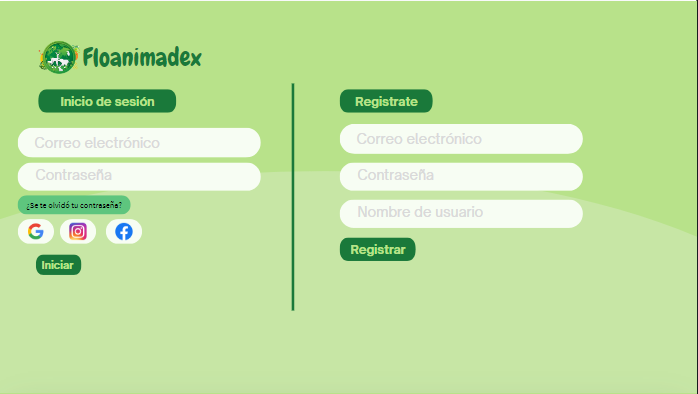 Floanimadex
Inicio de sesión
Correo electrónico
Contraseña
¿Se te olvidó tu contraseña?
Iniciar
Registrate
Correo electrónico
Contraseña
Nombre de usuario
Registrar